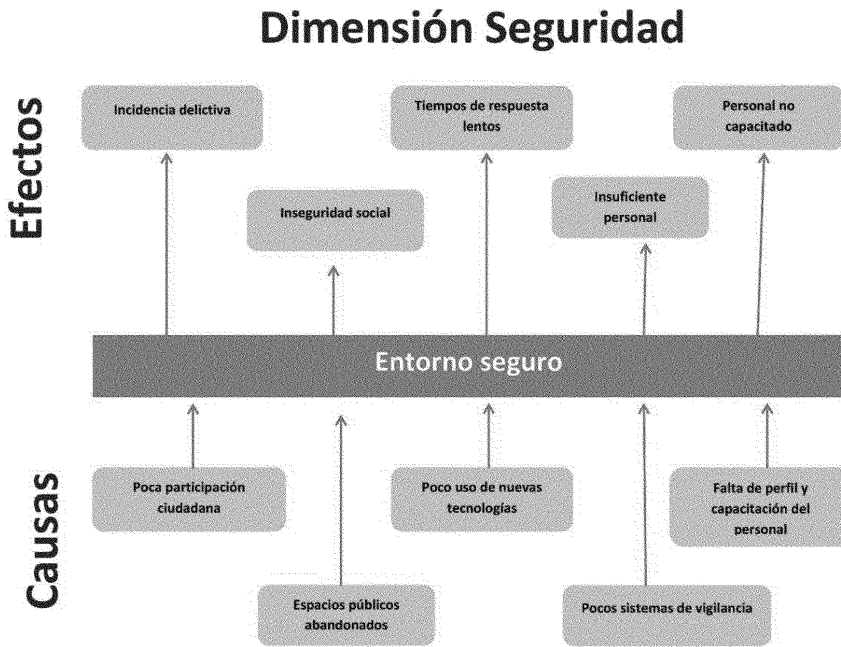 Dimensión Seguridad
Efectos
Incidencia delictiva
Tiempos de respuesta
lentos
Personal no
capacitado
Inseguridad social
Insuficiente
personal
Entorno seguro
Causas
Poca participación
ciudadana
Poco uso de nuevas
tecnologías
Falta de perfil y
capacitación del
personal
Espacios públicos
abandonados
Pocos sistemas de vigilancia